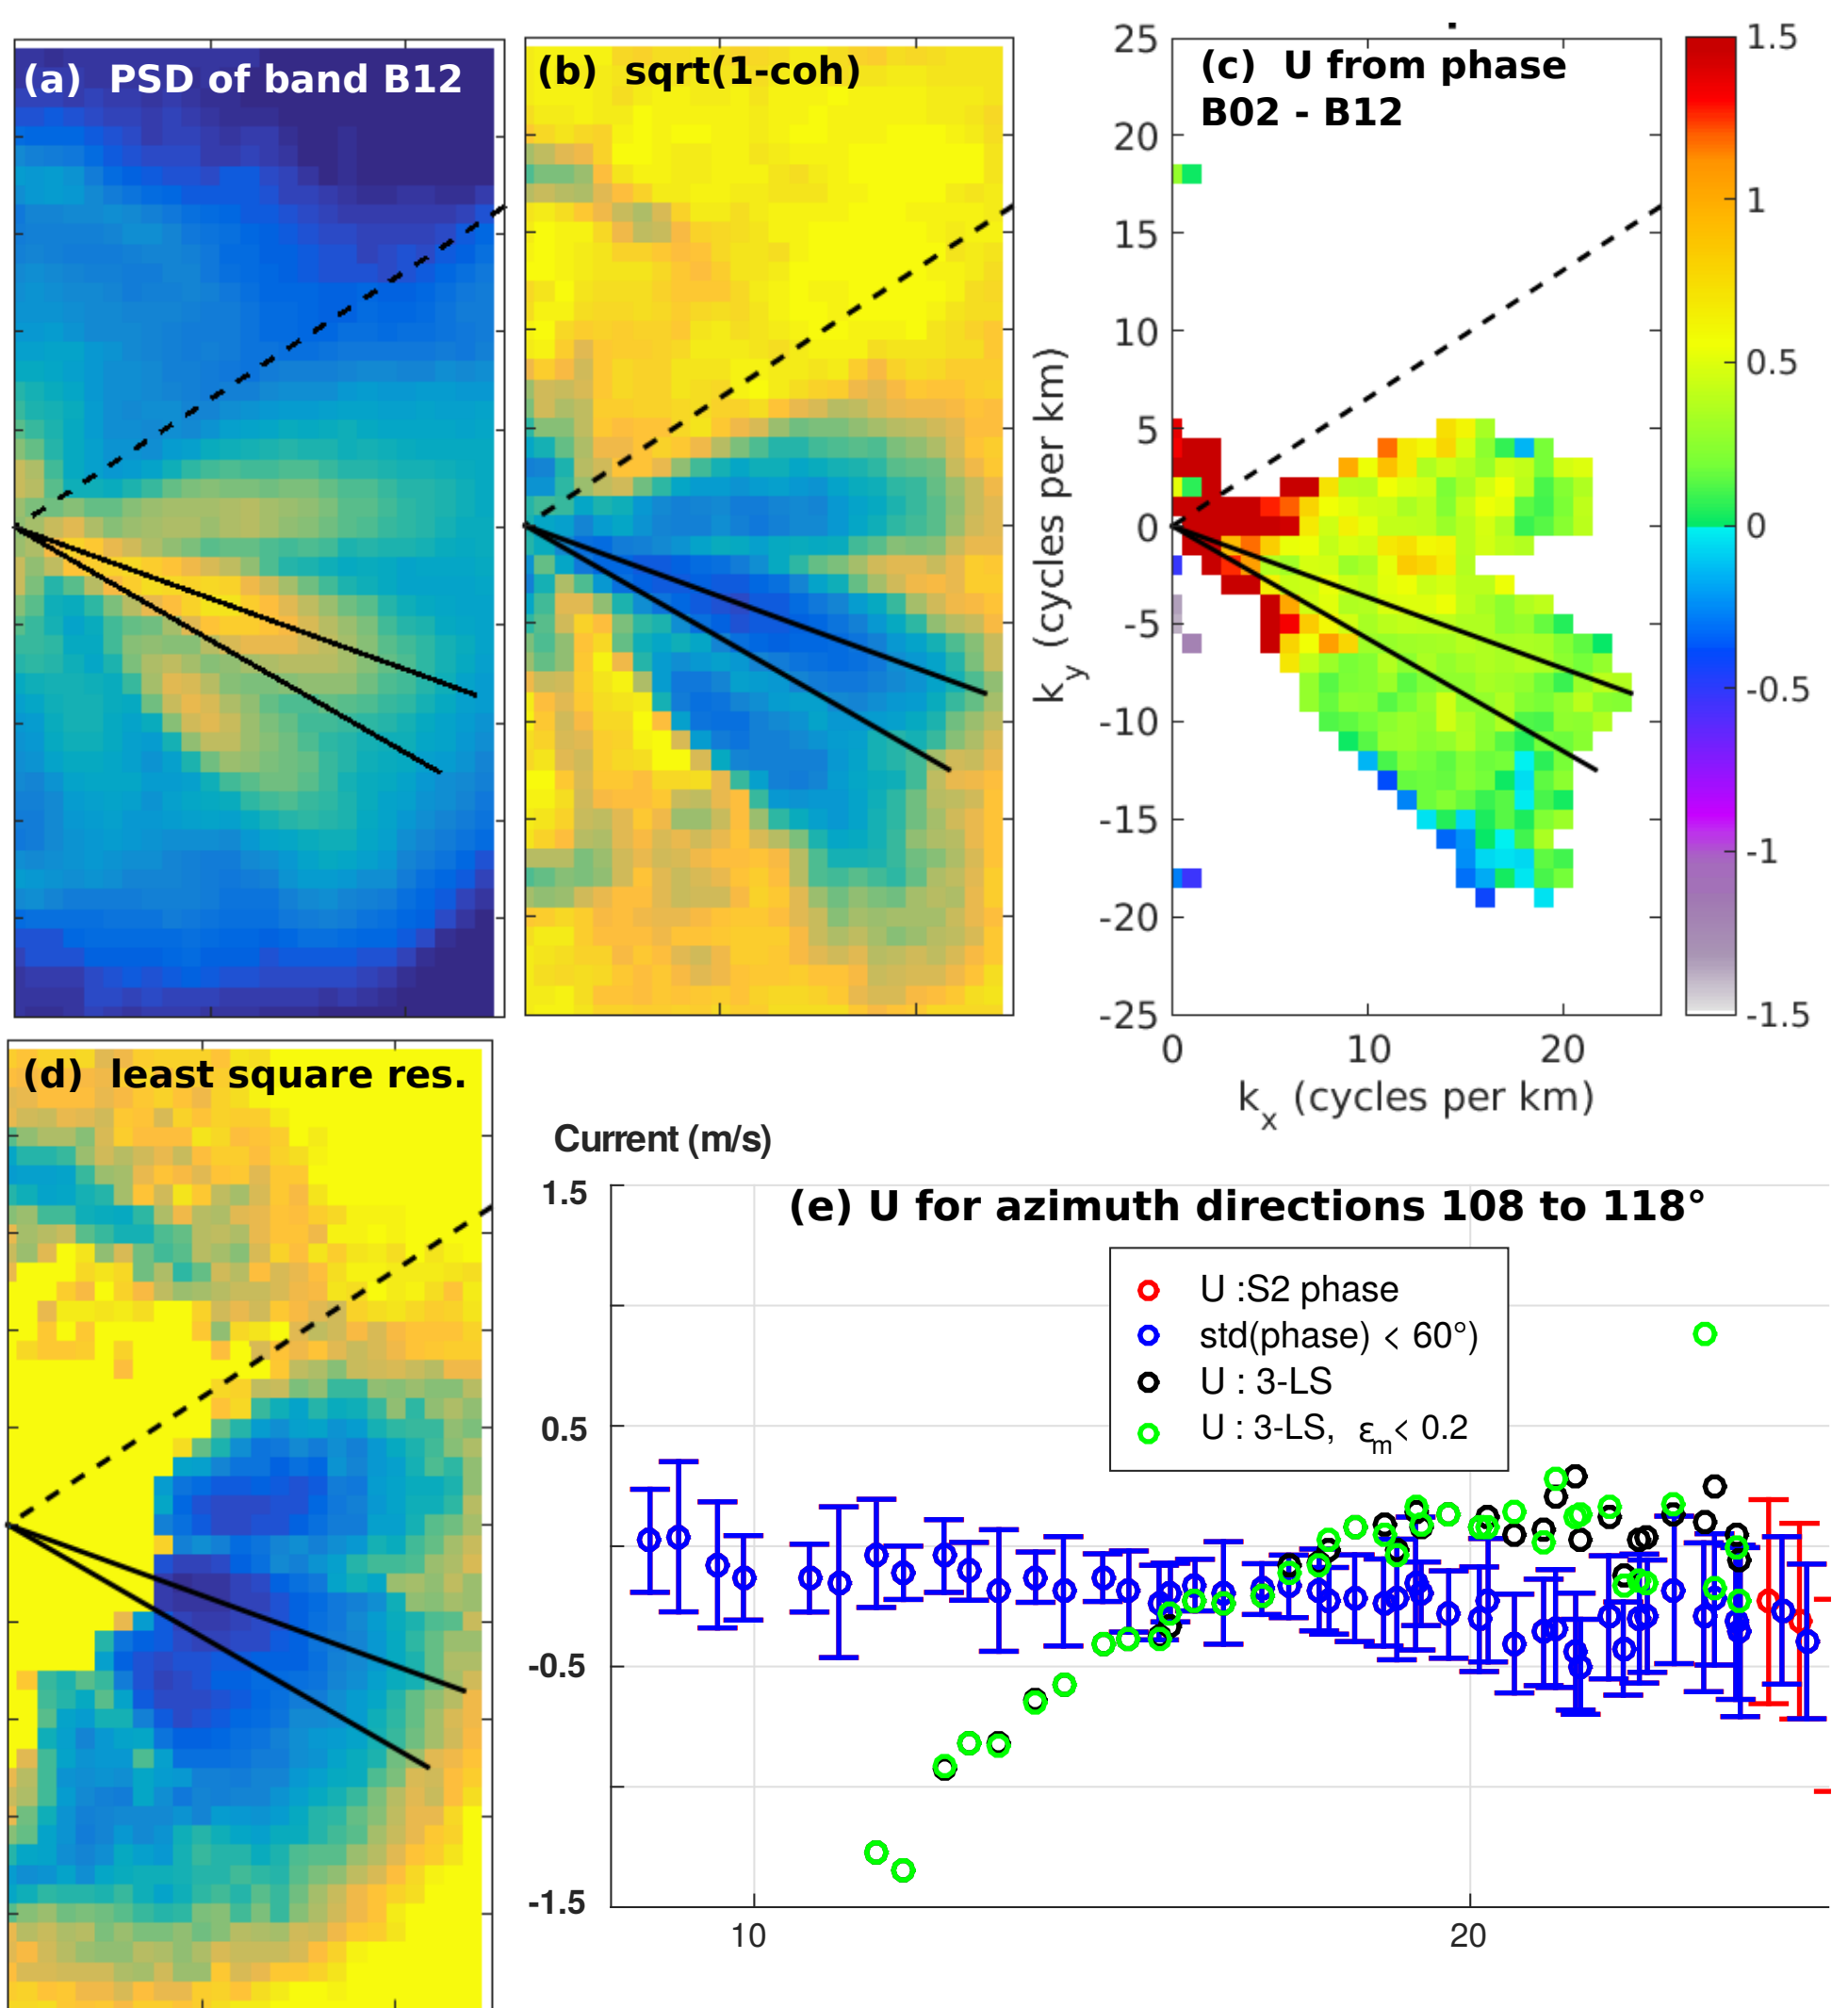 (a) PSD of band B12
(b) sqrt(1-coh)
(c) U from phase
B02 - B12
25
20
15
10
5
0
-5
-10
-15
-20
-25
k_y (cycles per km)
0 10 20
k_x (cycles per km)
1.5
1
0.5
0
-0.5
-1
-1.5
(d) least square res.
Current (m/s)
(e) U for azimuth directions 108 to 118°
U :S2 phase
std(phase) < 60°)
U : 3-LS
U : 3-LS, ε_m< 0.2
1.5
0.5
-0.5
-1.5
10 20